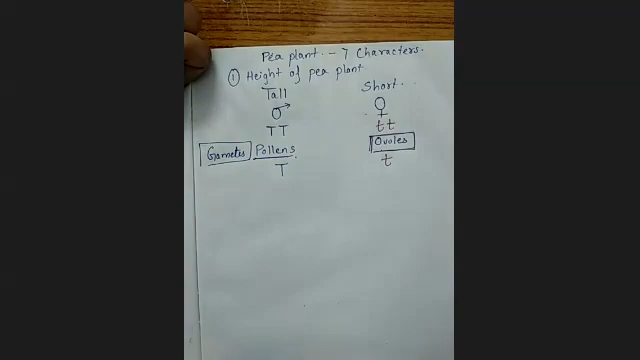 Pea plant. - 7 Characters.
① Height of pea plant
Tall Short
♂ ♀
TT tt
Gametes Pollens. Ovules
T t